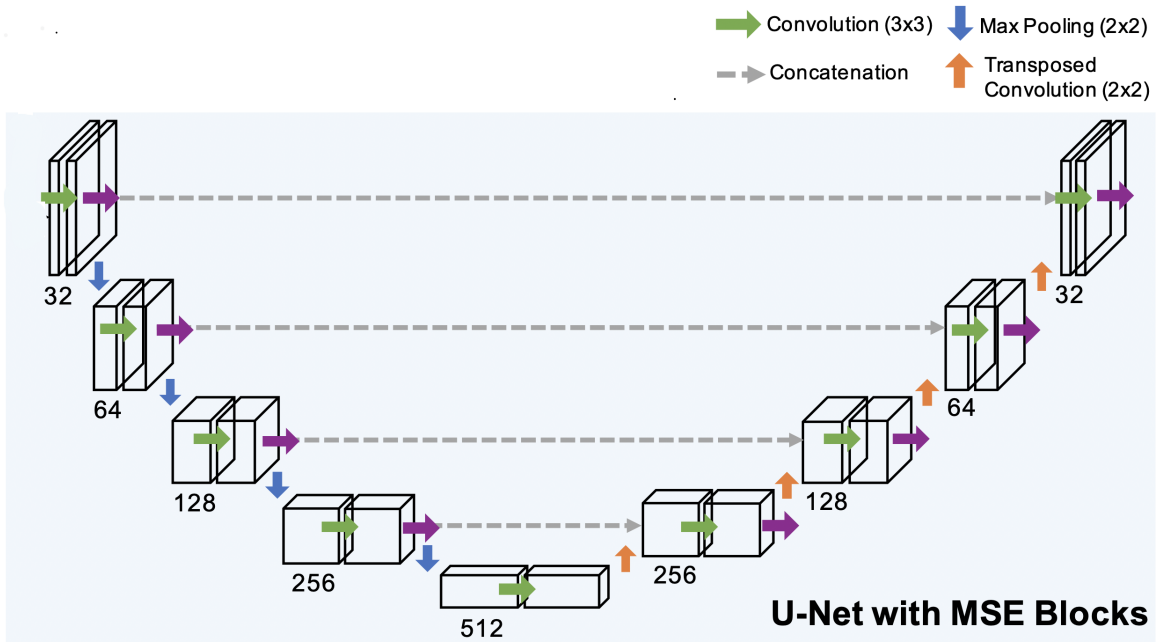 Convolution (3x3)
Max Pooling (2x2)
Concatenation
Transposed
Convolution (2x2)
32
32
64
64
128
128
256
256
512
U-Net with MSE Blocks